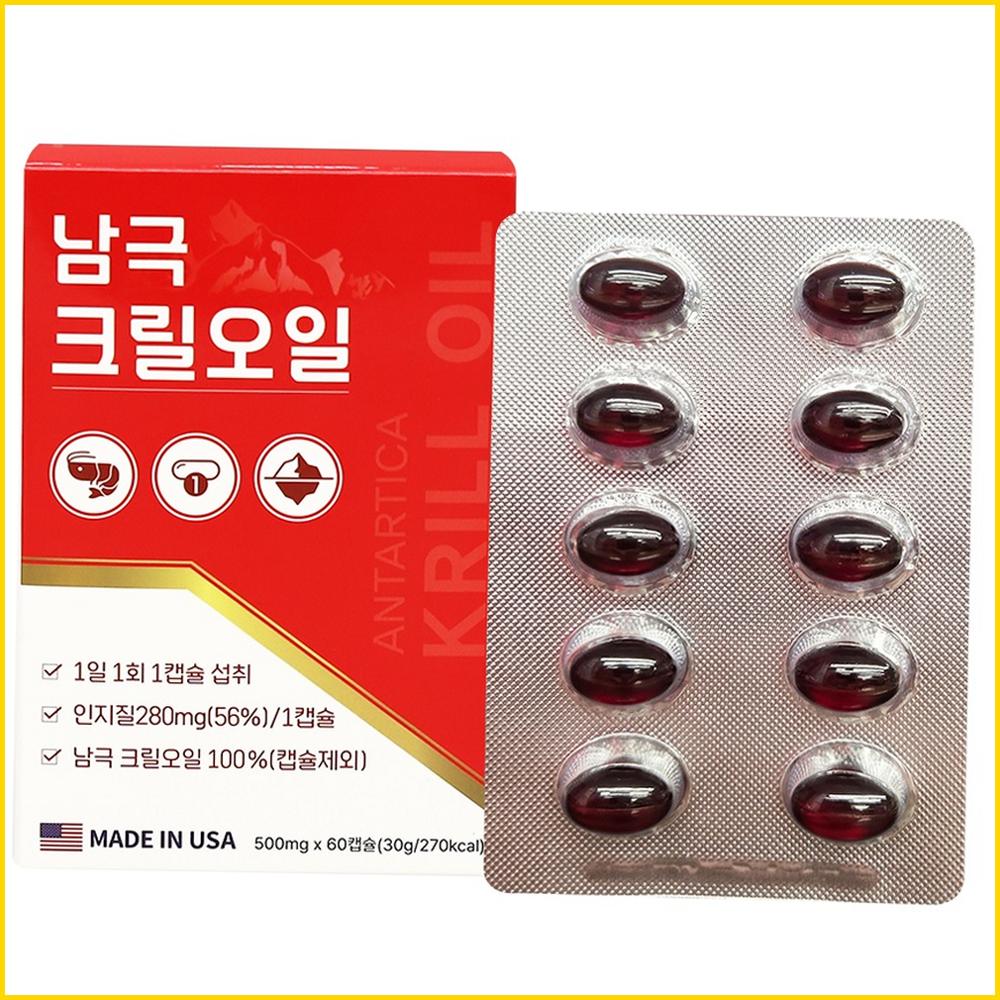 남극
크릴오일
ANTARTICA
KRILL OIL
1
1일 1회 1캡슐 섭취
인지질280mg(56%)/1캡슐
남극 크릴오일 100%(캡슐제외)
MADE IN USA
500mg x 60캡슐(30g/270kcal)